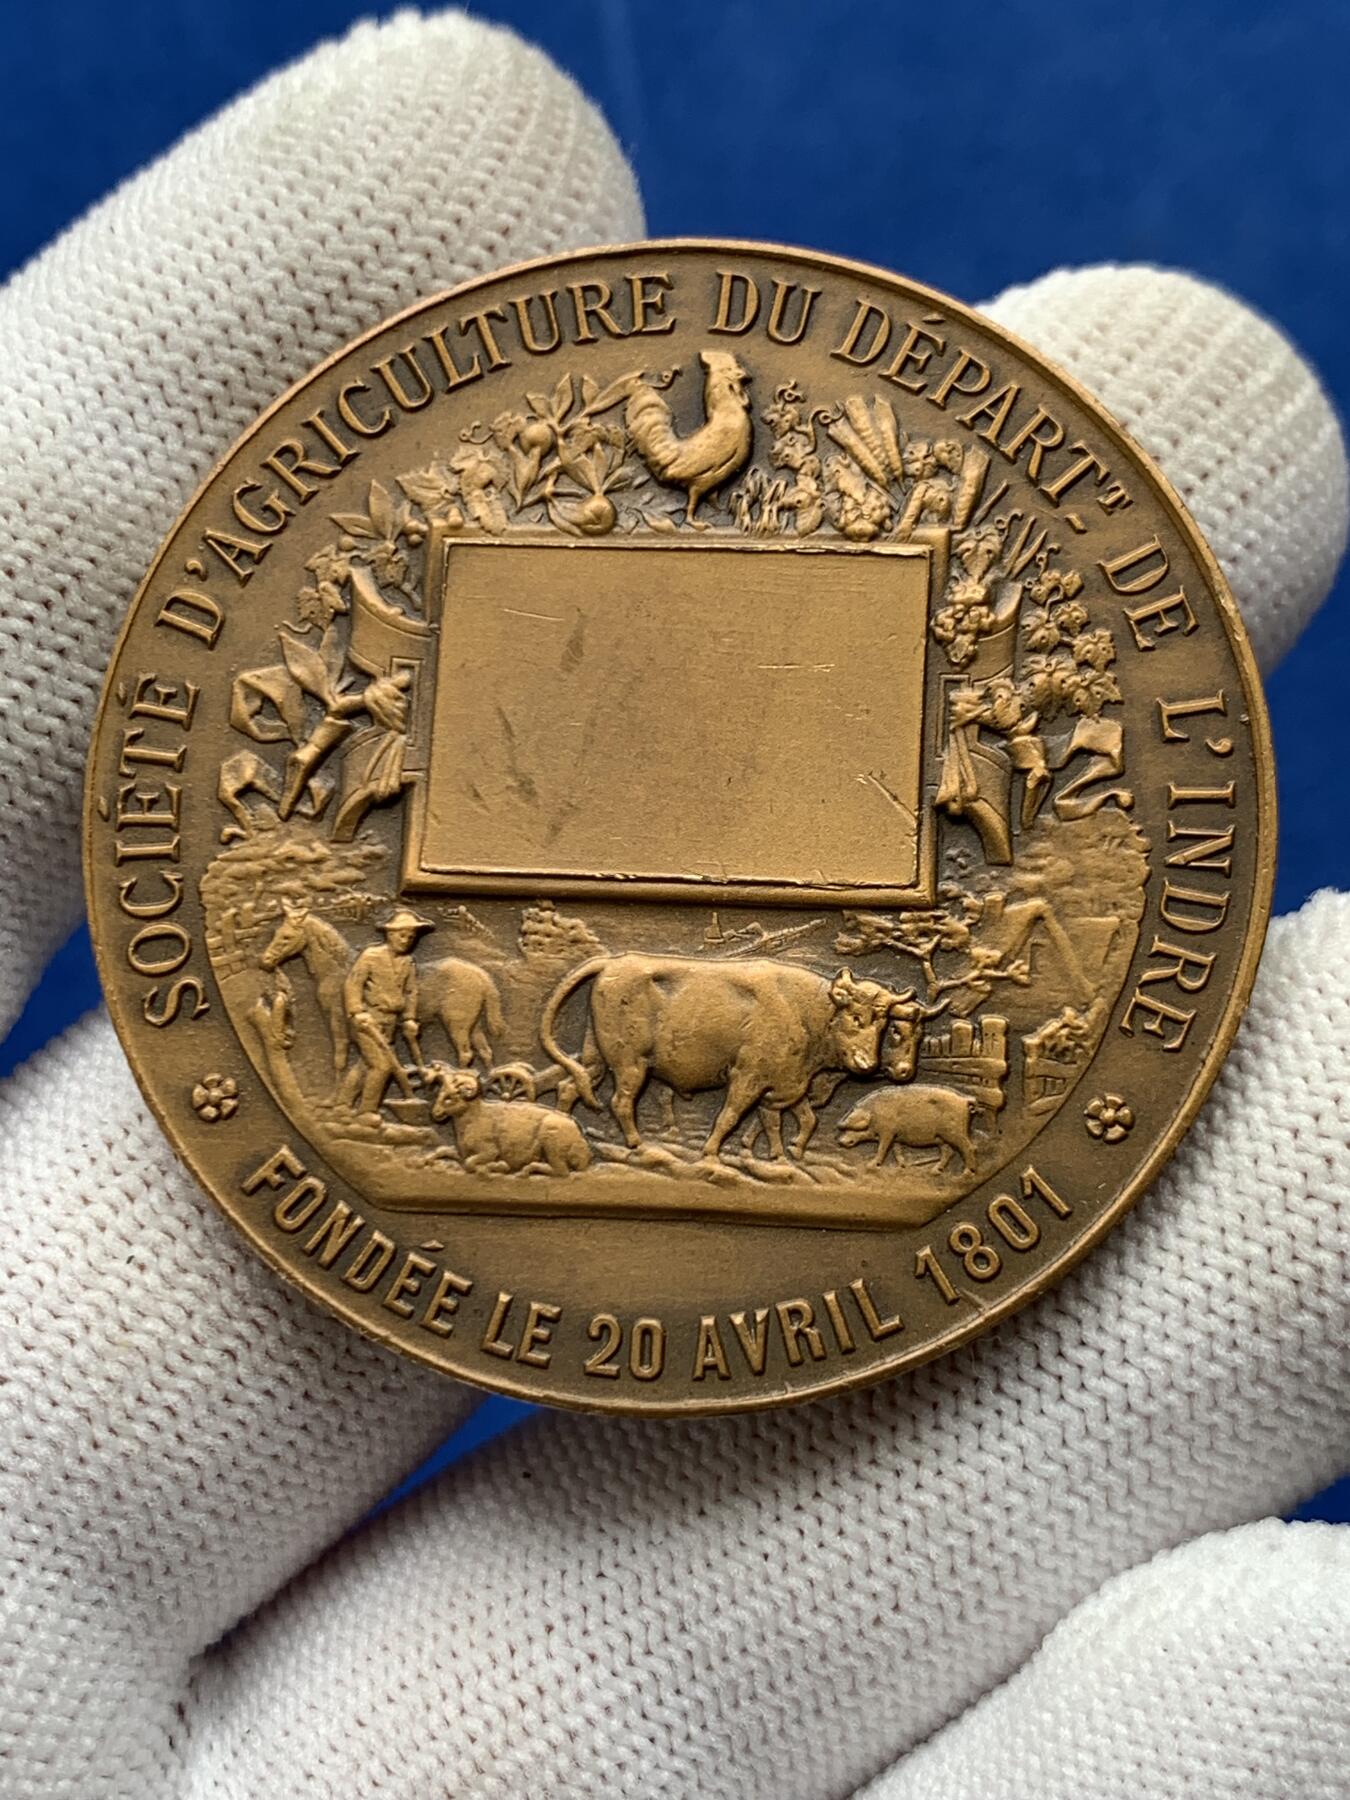 SOCIÉTÉ D'AGRICULTURE DU DÉPARTT DE L'INDRE
FONDÉE LE 20 AVRIL 1801